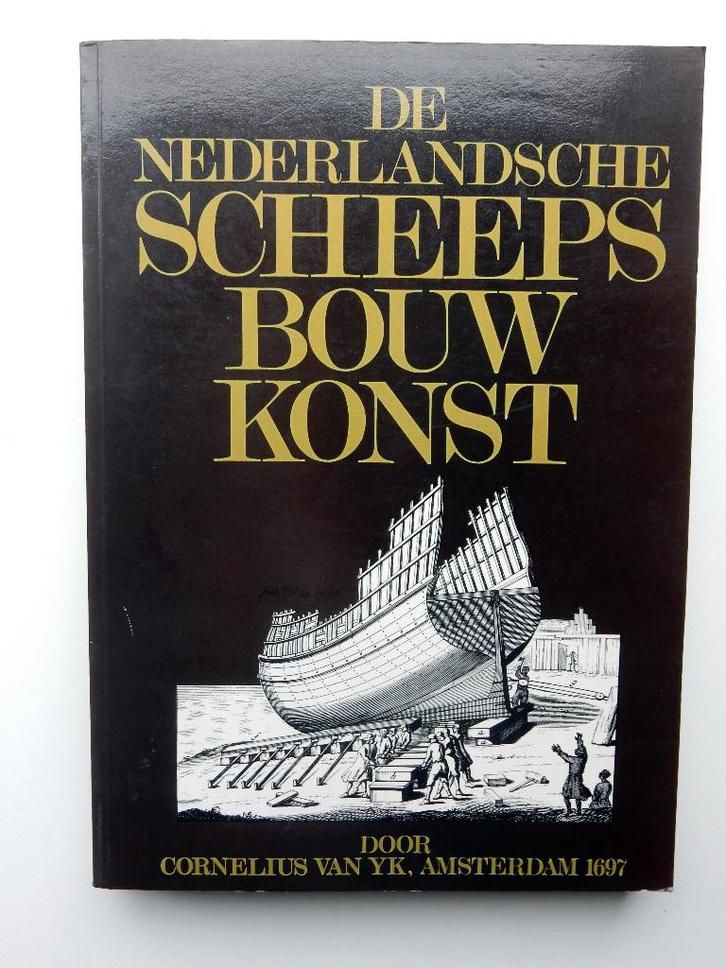 DE
NEDERLANDSCHE
SCHEEPS
BOUW
KONST
DOOR
CORNELIUS VAN YK, AMSTERDAM 1697